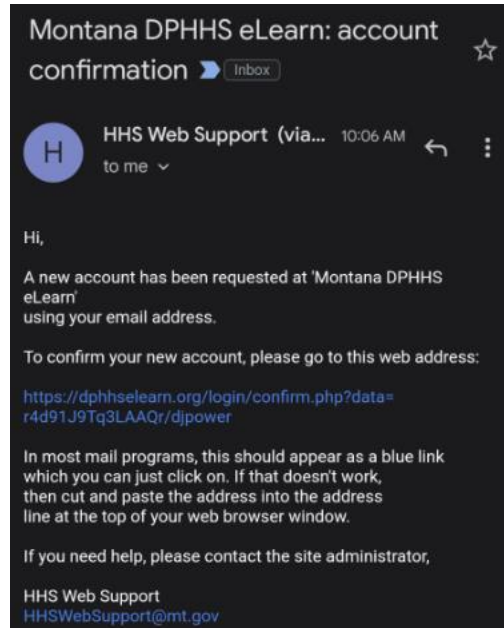 Montana DPHHS eLearn: account
confirmation Inbox
H
HHS Web Support (via... 10:06 AM
to me
Hi,
A new account has been requested at 'Montana DPHHS
eLearn'
using your email address.
To confirm your new account, please go to this web address:
https://dphhselearn.org/login/confirm.php?data=
r4d91J9Tq3LAAQr/djpower
In most mail programs, this should appear as a blue link
which you can just click on. If that doesn't work,
then cut and paste the address into the address
line at the top of your web browser window.
If you need help, please contact the site administrator,
HHS Web Support
HHSWebSupport@mt.gov